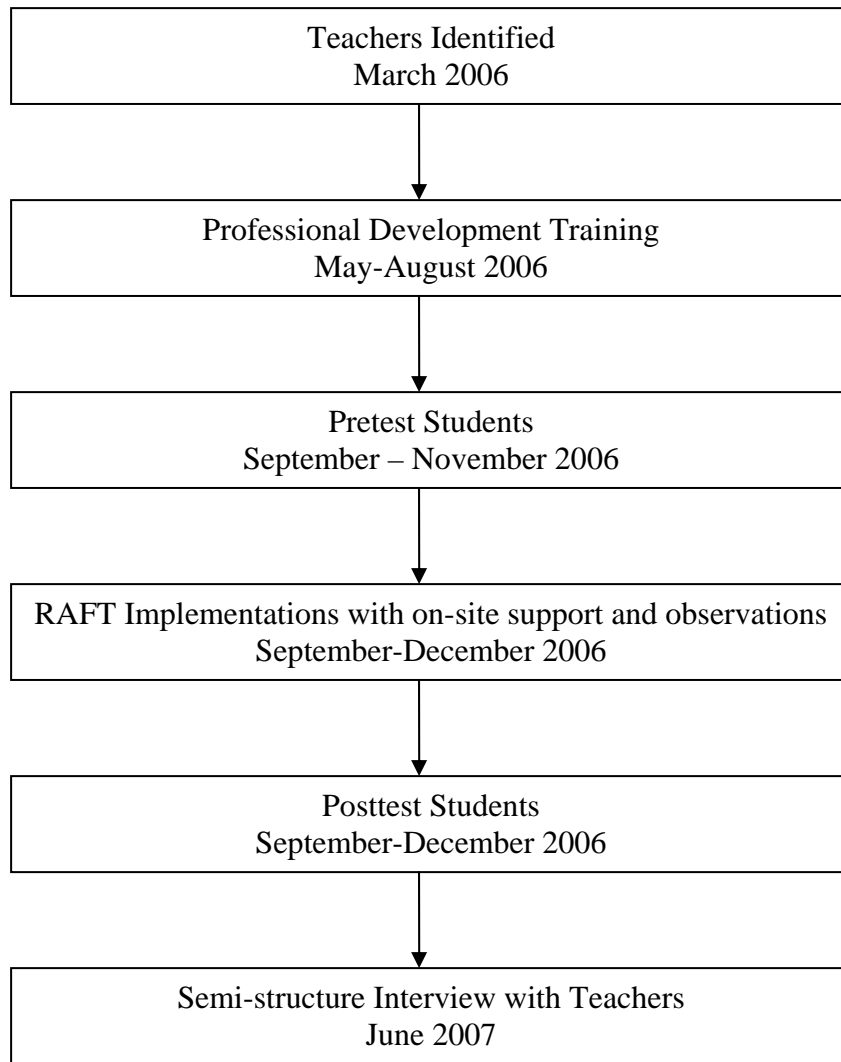 Teachers Identified
March 2006
Professional Development Training
May-August 2006
Pretest Students
September – November 2006
RAFT Implementations with on-site support and observations
September-December 2006
Posttest Students
September-December 2006
Semi-structure Interview with Teachers
June 2007